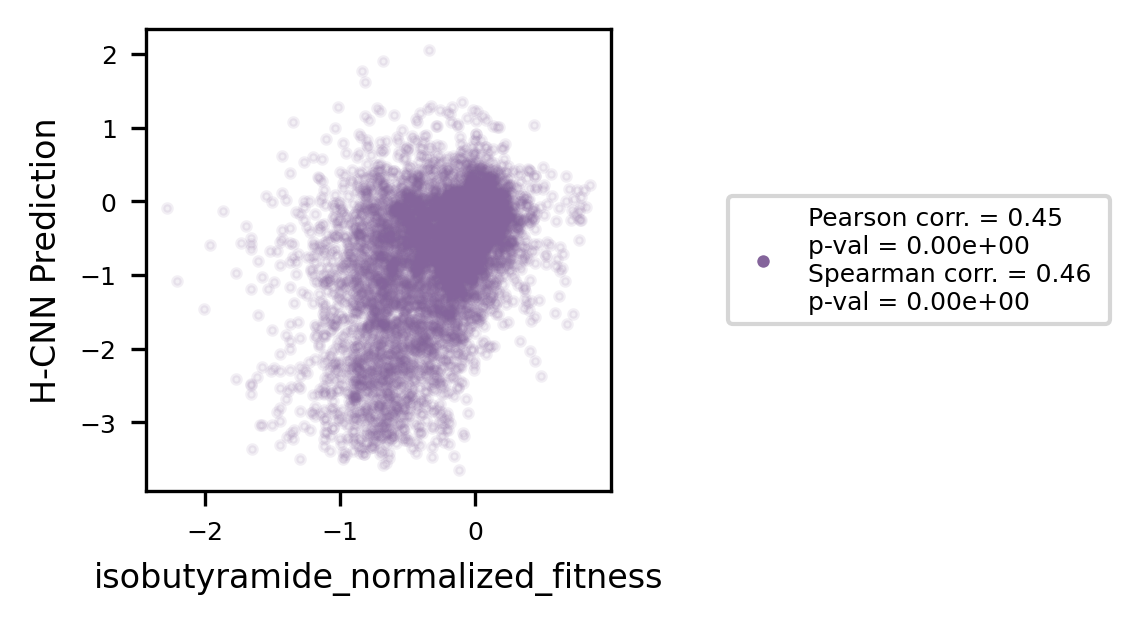 2
1
0
−1
−2
−3
H-CNN Prediction
−2
−1
0
isobutyramide_normalized_fitness
Pearson corr. = 0.45
p-val = 0.00e+00
Spearman corr. = 0.46
p-val = 0.00e+00